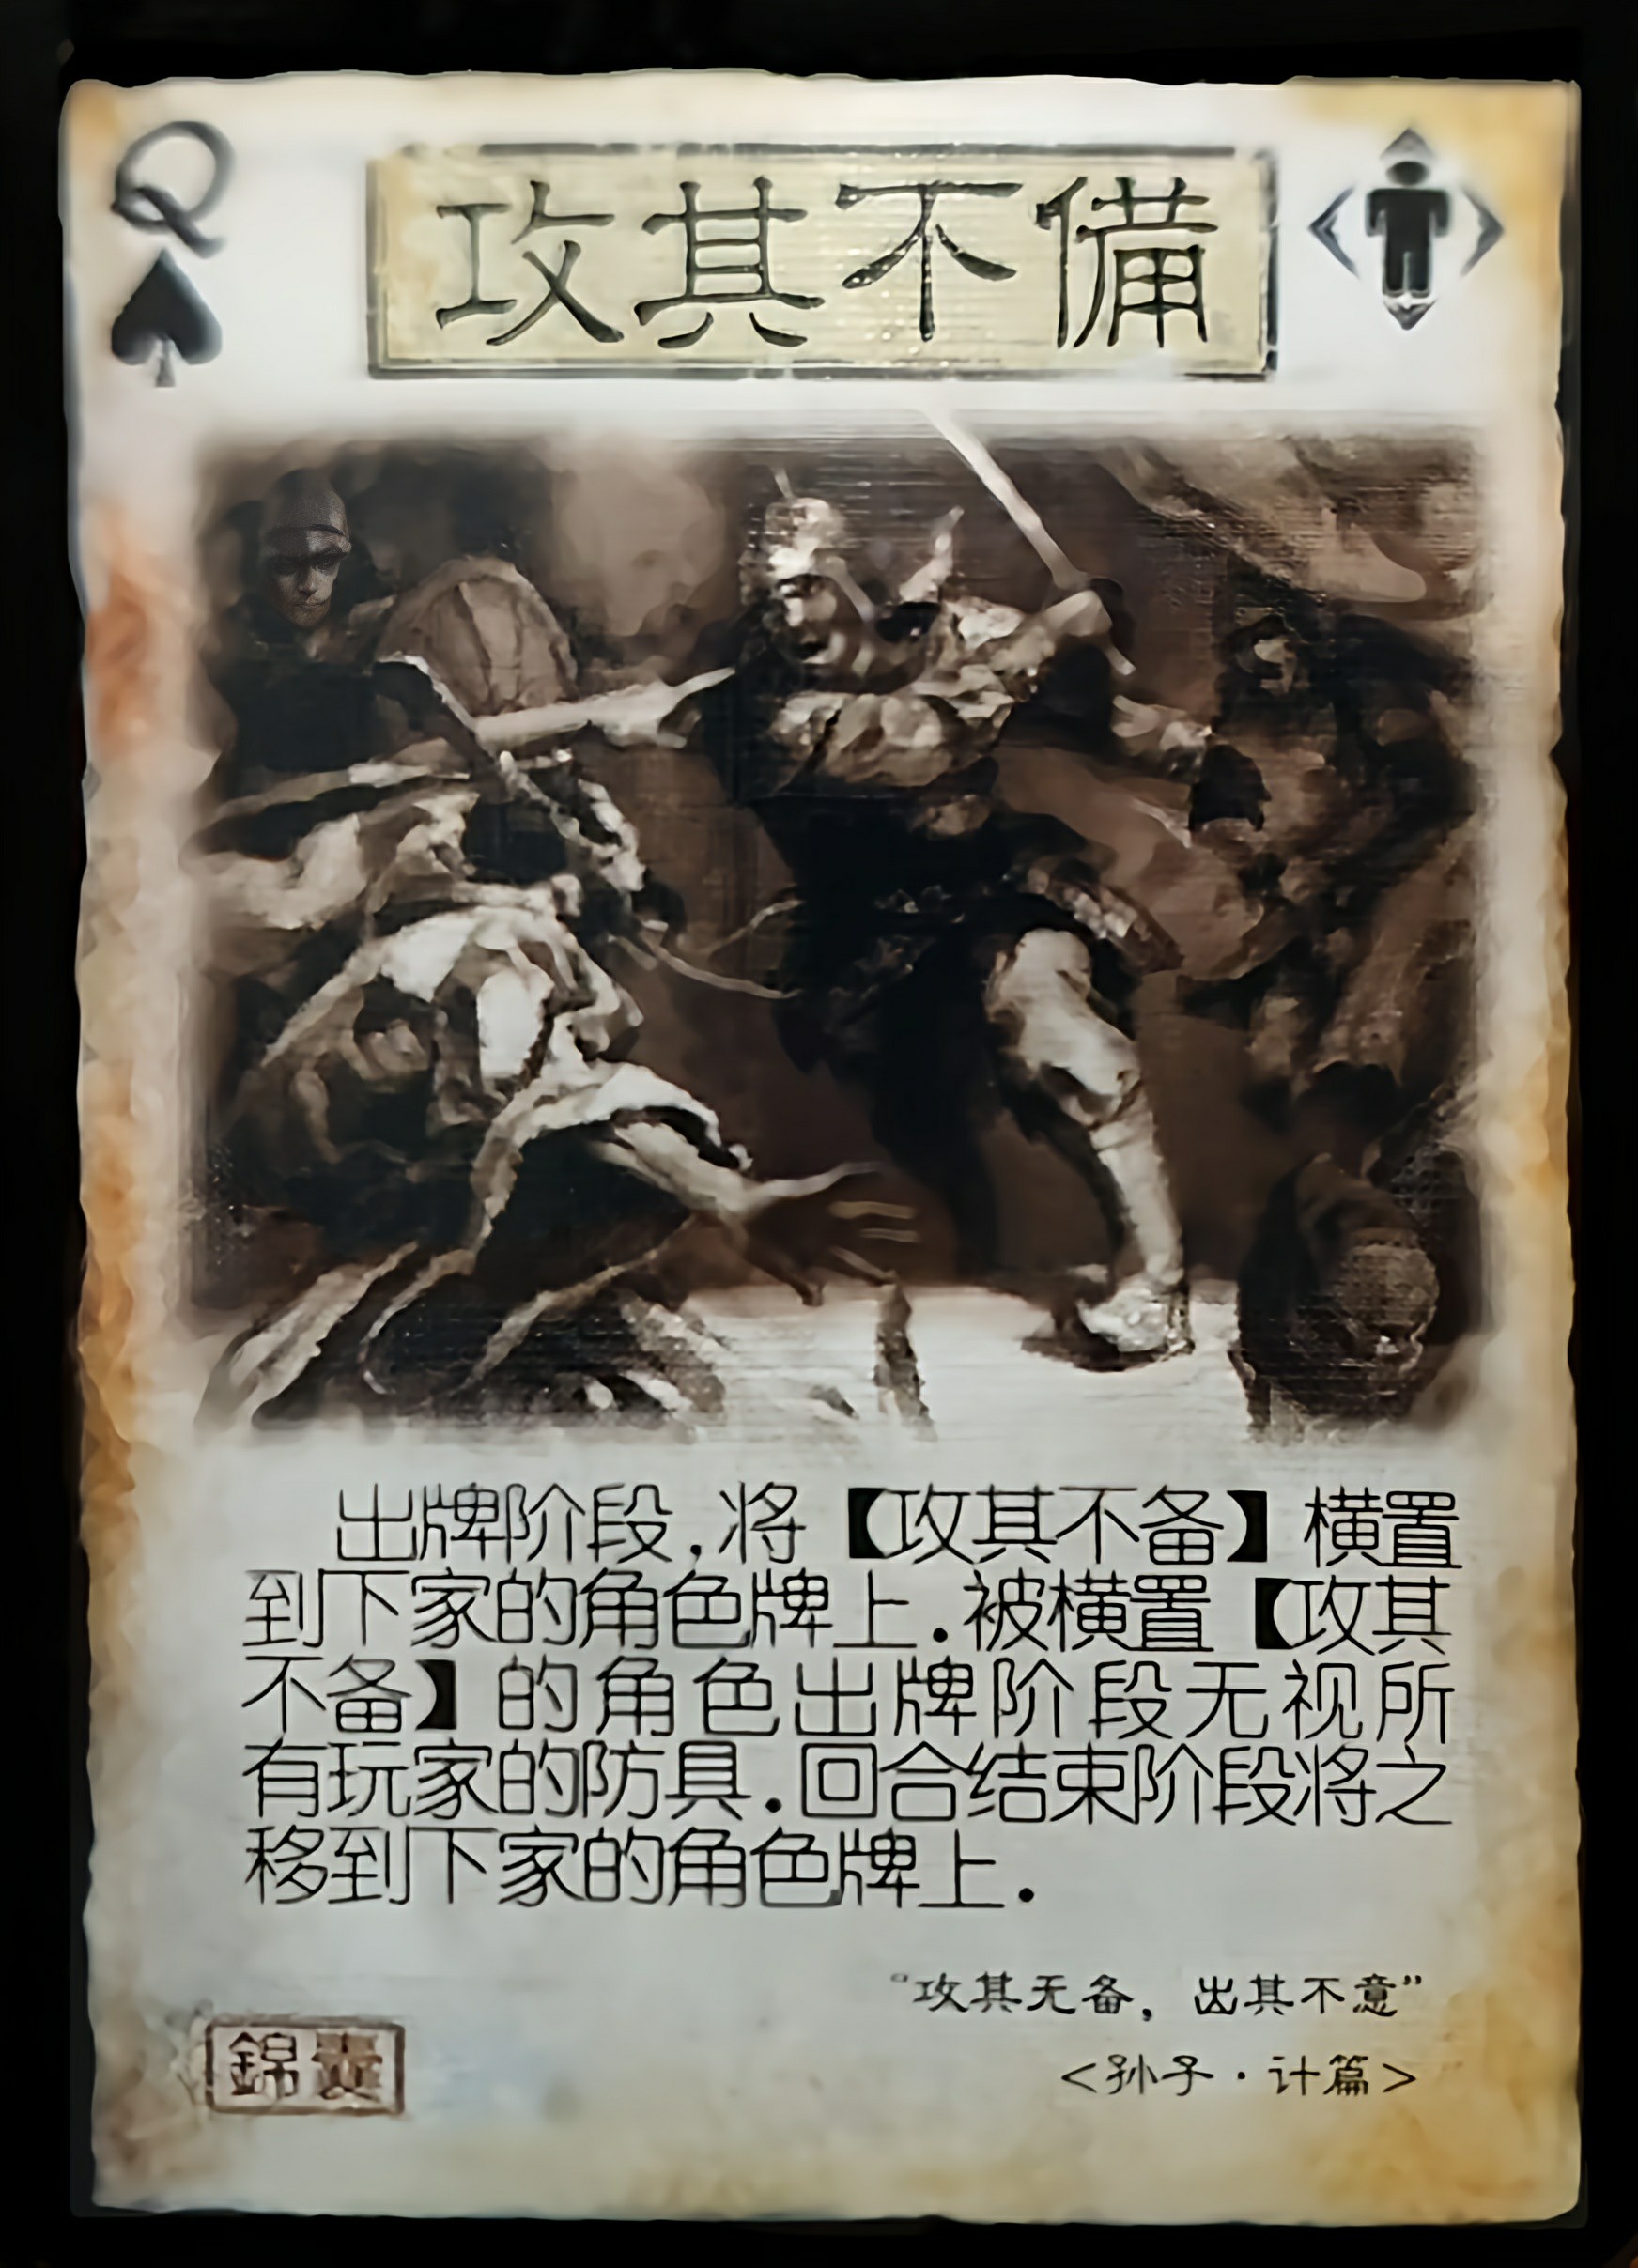 Q
攻其不備
出牌阶段,将【攻其不备】横置
到下家的角色牌上.被横置【攻其
不备】的角色出牌阶段无视所
有玩家的防具.回合结束阶段将之
移到下家的角色牌上.
“攻其无备，出其不意”
<孙子·计篇>
錦囊